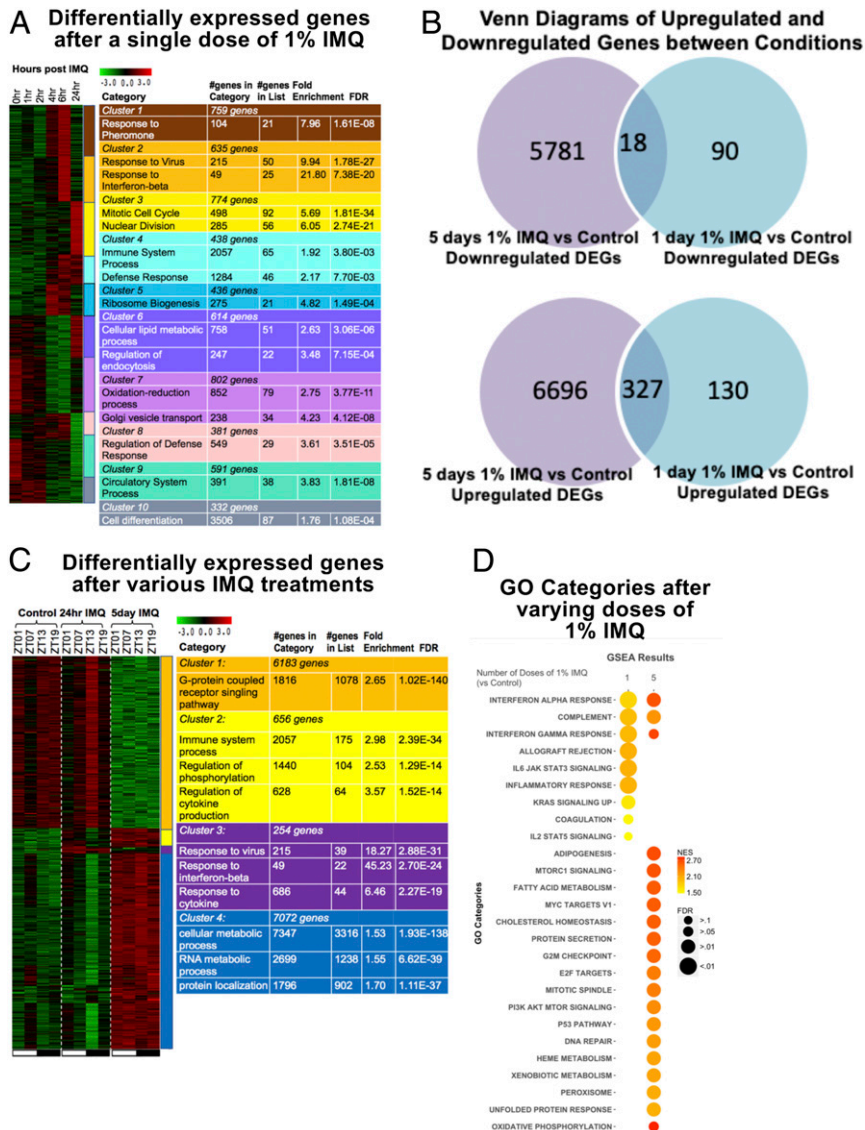 A Differentially expressed genes
after a single dose of 1% IMQ
Hours post IMQ
0hr 1hr 2hr 4hr 6hr 24hr
-3.0 0.0 3.0
#genes in #genes Fold
Category Category in List Enrichment FDR
Cluster 1 759 genes
Response to
Pheromone 104 21 7.96 1.61E-08
Cluster 2 635 genes
Response to Virus 215 50 9.94 1.78E-27
Response to
Interferon-beta 49 25 21.80 7.38E-20
Cluster 3 774 genes
Mitotic Cell Cycle 498 92 5.69 1.81E-34
Nuclear Division 285 56 6.05 2.74E-21
Cluster 4 438 genes
Immune System
Process 2057 65 1.92 3.80E-03
Defense Response 1284 46 2.17 7.70E-03
Cluster 5 436 genes
Ribosome Biogenesis 275 21 4.82 1.49E-04
Cluster 6 614 genes
Cellular lipid metabolic
process 758 51 2.63 3.06E-06
Regulation of
endocytosis 247 22 3.48 7.15E-04
Cluster 7 802 genes
Oxidation-reduction
process 852 79 2.75 3.77E-11
Golgi vesicle transport 238 34 4.23 4.12E-08
Cluster 8 381 genes
Regulation of Defense
Response 549 29 3.61 3.51E-05
Cluster 9 591 genes
Circulatory System
Process 391 38 3.83 1.81E-08
Cluster 10 332 genes
Cell differentiation 3506 87 1.76 1.08E-04
B Venn Diagrams of Upregulated and
Downregulated Genes between Conditions
5781 18 90
5 days 1% IMQ vs Control 1 day 1% IMQ vs Control
Downregulated DEGs Downregulated DEGs
6696 327 130
5 days 1% IMQ vs Control 1 day 1% IMQ vs Control
Upregulated DEGs Upregulated DEGs
C Differentially expressed genes
after various IMQ treatments
Control 24hr IMQ 5day IMQ
ZT01 ZT07 ZT13 ZT19 ZT01 ZT07 ZT13 ZT19 ZT01 ZT07 ZT13 ZT19
-3.0 0.0 3.0
#genes in #genes Fold
Category Category in List Enrichment FDR
Cluster 1: 6183 genes
G-protein coupled
receptor singling
pathway 1816 1078 2.65 1.02E-140
Cluster 2: 656 genes
Immune system
process 2057 175 2.98 2.39E-34
Regulation of
phosphorylation 1440 104 2.53 1.29E-14
Regulation of
cytokine
production 628 64 3.57 1.52E-14
Cluster 3: 254 genes
Response to virus 215 39 18.27 2.88E-31
Response to
interferon-beta 49 22 45.23 2.70E-24
Response to
cytokine 686 44 6.46 2.27E-19
Cluster 4: 7072 genes
cellular metabolic
process 7347 3316 1.53 1.93E-138
RNA metabolic
process 2699 1238 1.55 6.62E-39
protein localization 1796 902 1.70 1.11E-37
D GO Categories after
varying doses of
1% IMQ
GSEA Results
Number of Doses of 1% IMQ
(vs Control) 1 5
GO Categories
INTERFERON ALPHA RESPONSE
COMPLEMENT
INTERFERON GAMMA RESPONSE
ALLOGRAFT REJECTION
IL6 JAK STAT3 SIGNALING
INFLAMMATORY RESPONSE
KRAS SIGNALING UP
COAGULATION
IL2 STAT5 SIGNALING
ADIPOGENESIS
MTORC1 SIGNALING
FATTY ACID METABOLISM
MYC TARGETS V1
CHOLESTEROL HOMEOSTASIS
PROTEIN SECRETION
G2M CHECKPOINT
E2F TARGETS
MITOTIC SPINDLE
PI3K AKT MTOR SIGNALING
P53 PATHWAY
DNA REPAIR
HEME METABOLISM
XENOBIOTIC METABOLISM
PEROXISOME
UNFOLDED PROTEIN RESPONSE
OXIDATIVE PHOSPHORYLATION
NES
2.70
2.10
1.50
FDR
>.1
>.05
>.01
<.01